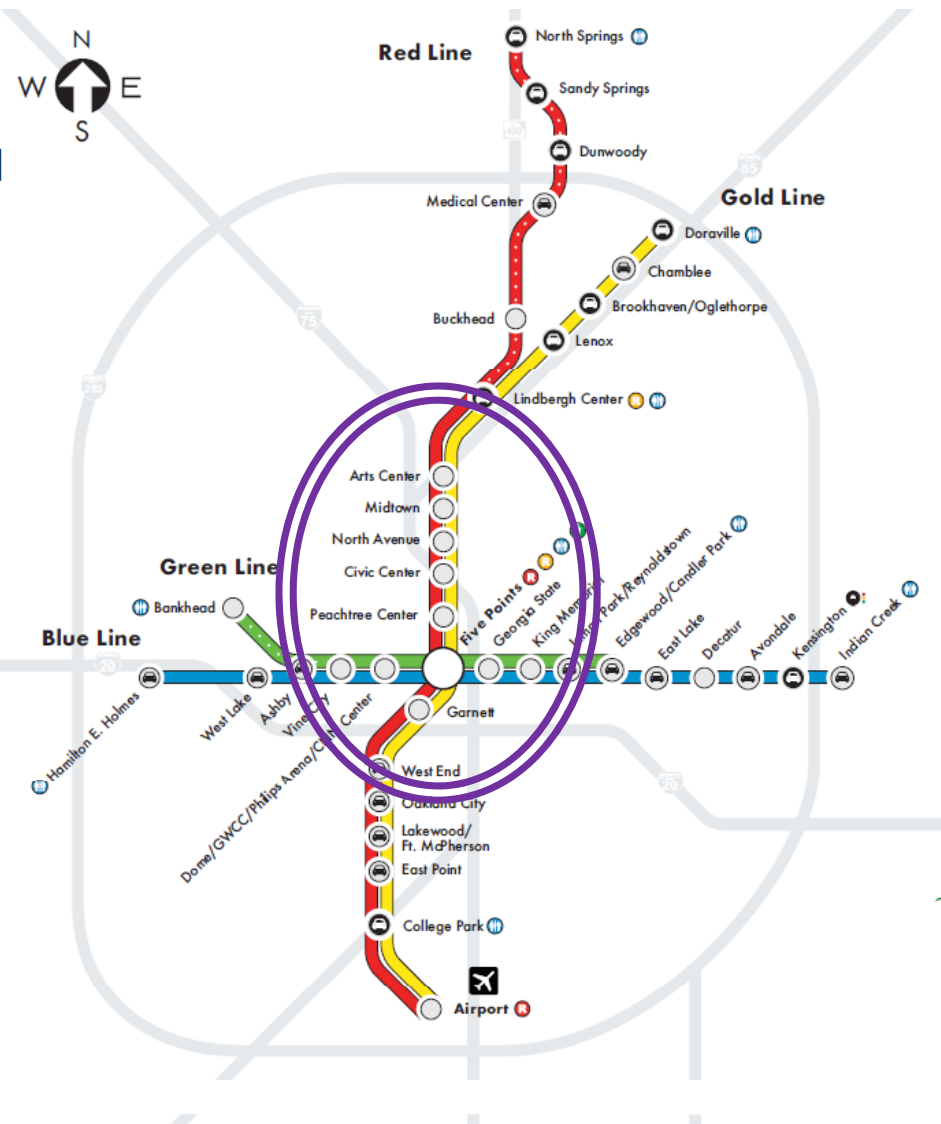 N
W
E
S
Red Line
North Springs
Sandy Springs
400
Dunwoody
85
Medical Center
Gold Line
Doraville
Chamblee
Brookhaven/Oglethorpe
75
Buckhead
Lenox
285
Lindbergh Center R
Arts Center
Midtown
North Avenue
Civic Center
Peachtree Center
Green Line
Bankhead
Blue Line
20
Hamilton E. Holmes
West Lake
Ashby
Vine City
Dome/GWCC/Philips Arena/CNN Center
Five Points R
Georgia State
King Memorial
Park/Reynoldstown
Edgewood/Candler Park
East Lake
Decatur
Avondale
Kensington
Indian Creek
Garnett
West End
20
Oakland City
Lakewood/
Ft. McPherson
East Point
College Park
Airport R